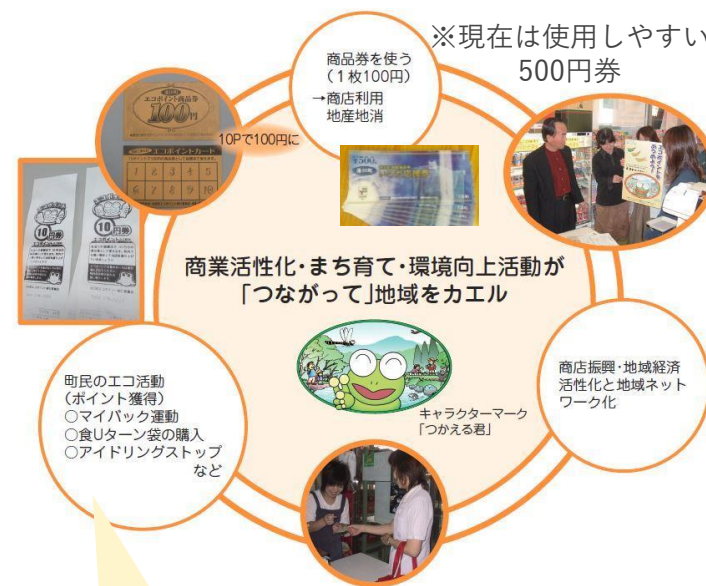 ※現在は使用しやすい
500円券
商品券を使う
(1枚100円)
→商店利用
地産地消
エコポイント商品券
100円
エコポイントカード
1 2 3 4 5
6 7 8 9 10
10Pで100円に
10円券
10円券
商業活性化・まち育て・環境向上活動が
「つながって」地域をカエル
町民のエコ活動
(ポイント獲得)
○マイバック運動
○食Uターン袋の購入
○アイドリングストップ
など
キャラクターマーク
「つかえる君」
商店振興・地域経済
活性化と地域ネット
ワーク化